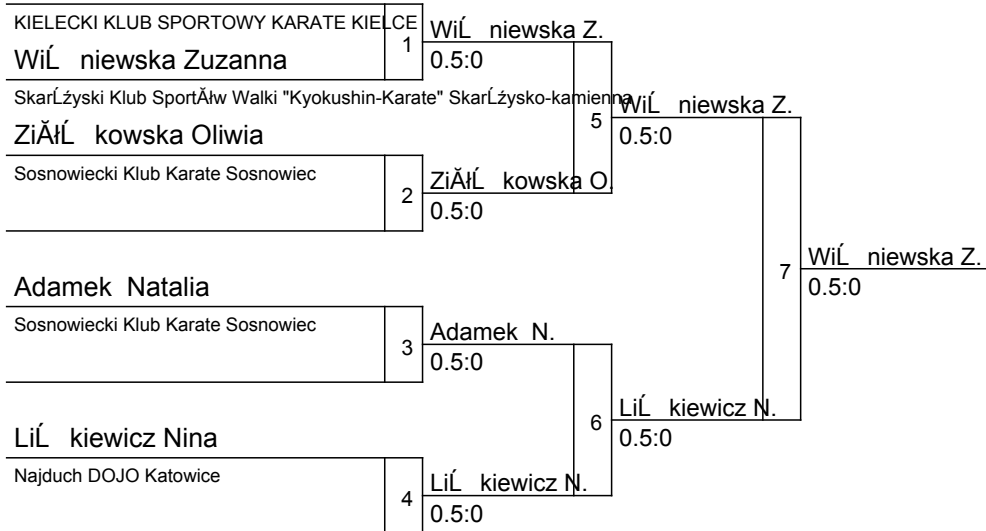 KIELECKI KLUB SPORTOWY KARATE KIELCE
1
WiĹ niewska Z.
0.5:0
WiĹ niewska Zuzanna
SkarĹźyski Klub SportĂłw Walki "Kyokushin-Karate" SkarĹźysko-kamienna
5
WiĹ niewska Z.
0.5:0
ZiĂłĹ kowska Oliwia
Sosnowiecki Klub Karate Sosnowiec
2
ZiĂłĹ kowska O.
0.5:0
7
WiĹ niewska Z.
0.5:0
Adamek Natalia
Sosnowiecki Klub Karate Sosnowiec
3
Adamek N.
0.5:0
6
LiĹ kiewicz N.
0.5:0
LiĹ kiewicz Nina
Najduch DOJO Katowice
4
LiĹ kiewicz N.
0.5:0